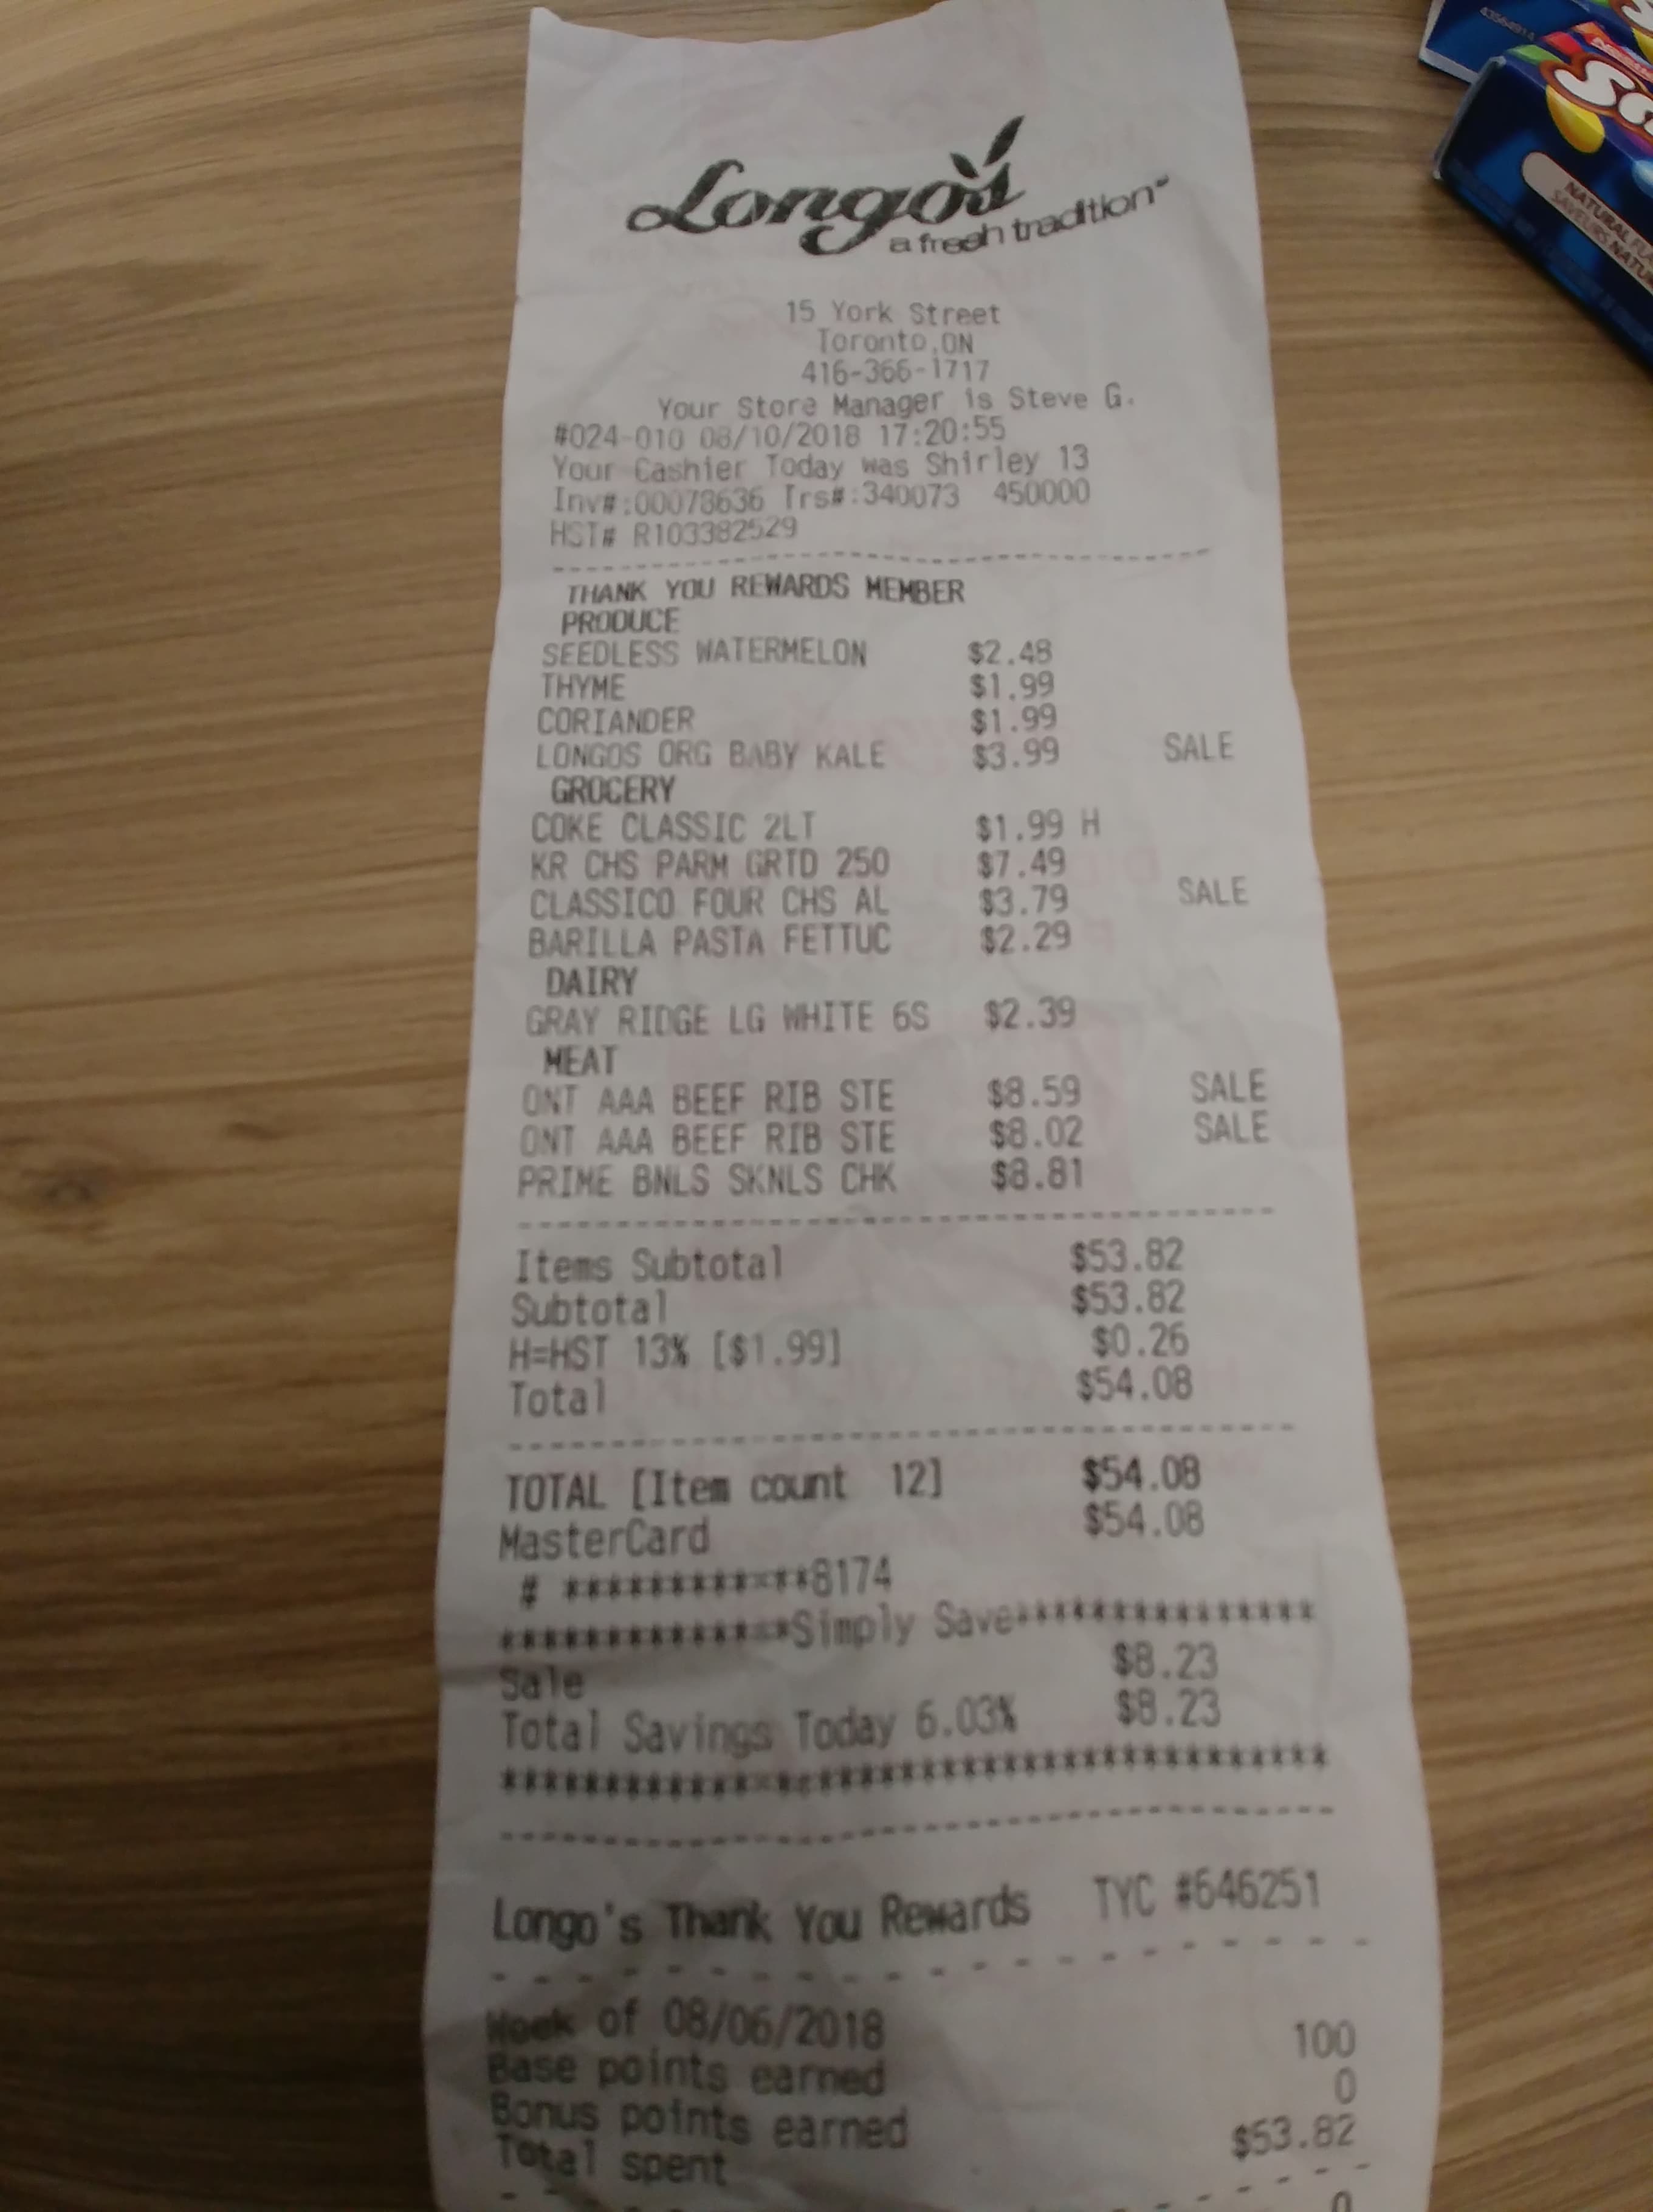 Longo's
a fresh tradition
15 York Street
Toronto,ON
416-366-1717
Your Store Manager is Steve G.
#024-010 08/10/2018 17:20:55
Your Cashier Today was Shirley 13
Inv#:00078636 Trs#:340073 450000
HST# R103382529
THANK YOU REWARDS MEMBER
PRODUCE
SEEDLESS WATERMELON $2.48
THYME $1.99
CORIANDER $1.99
LONGOS ORG BABY KALE $3.99 SALE
GROCERY
COKE CLASSIC 2LT $1.99 H
KR CHS PARM GRTD 250 $7.49
CLASSICO FOUR CHS AL $3.79 SALE
BARILLA PASTA FETTUC $2.29
DAIRY
GRAY RIDGE LG WHITE 6S $2.39
MEAT
ONT AAA BEEF RIB STE $8.59 SALE
ONT AAA BEEF RIB STE $8.02 SALE
PRIME BNLS SKNLS CHK $8.81
Items Subtotal $53.82
Subtotal $53.82
H=HST 13% [$1.99] $0.26
Total $54.08
TOTAL [Item count 12] $54.08
MasterCard $54.08
# ************8174
*************Simply Save****************
Sale $8.23
Total Savings Today 6.03% $8.23
****************************************
Longo's Thank You Rewards TYC #646251
Week of 08/06/2018
Base points earned 100
Bonus points earned 0
Total spent $53.82
0
43564914
NATURAL
SAVEURS